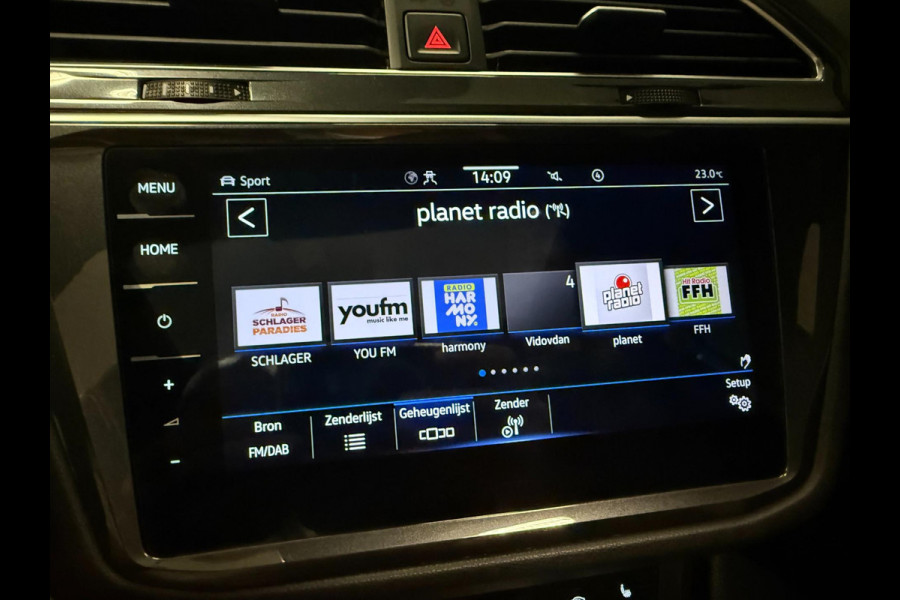 MENU
HOME
Sport
14:09
4
23.0°C
<
planet radio
>
RADIO
SCHLAGER
PARADIES
SCHLAGER
youfm
music like me
YOU FM
RADIO
HAR
MO
NY.
harmony
4
Vidovdan
planet
radio
planet
Hit Radio
FFH
FFH
Setup
Bron
FM/DAB
Zenderlijst
Geheugenlijst
Zender
+
-